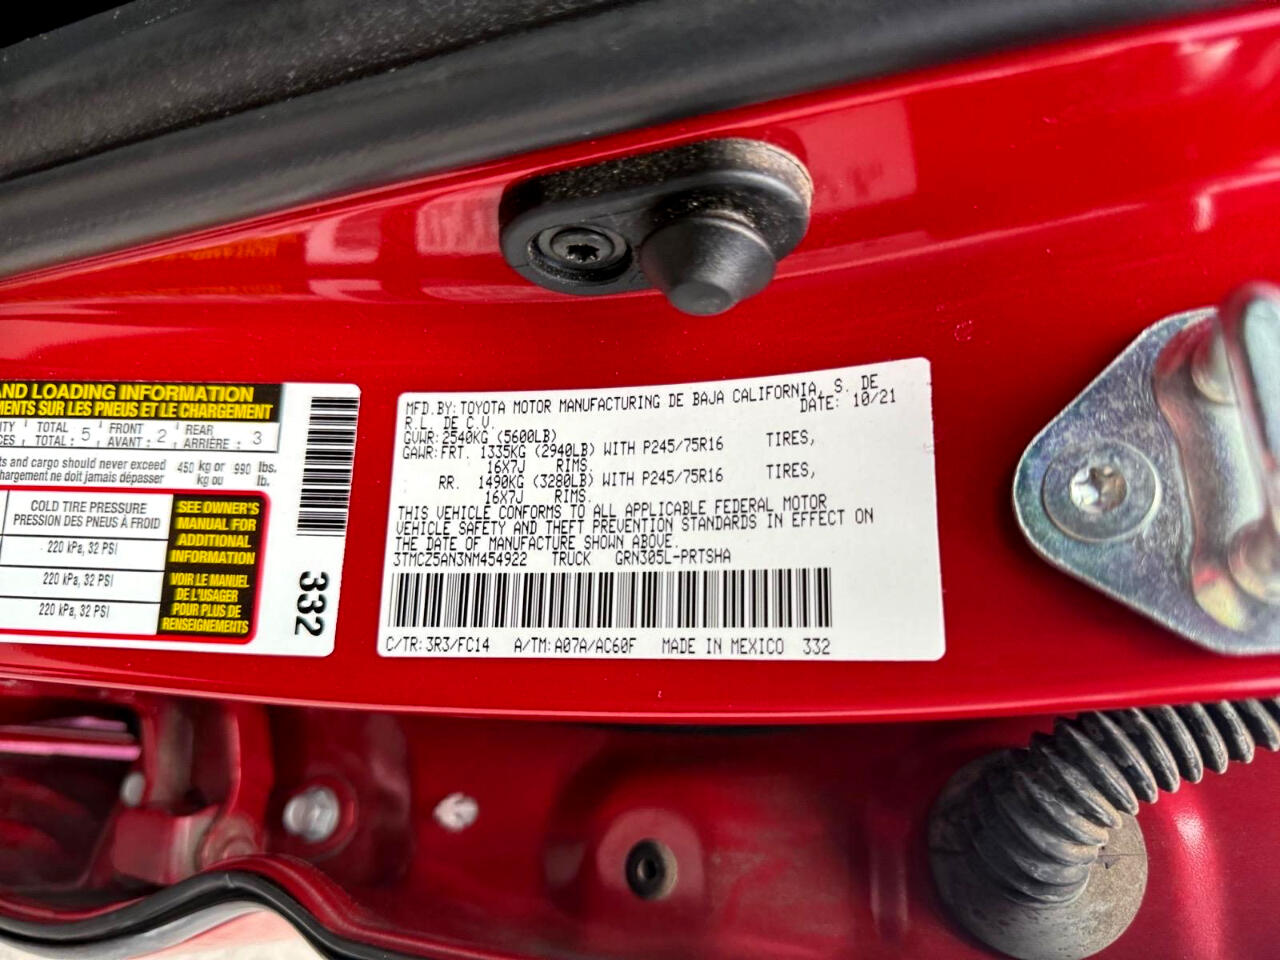 AND LOADING INFORMATION
MENTS SUR LES PNEUS ET LE CHARGEMENT
ITY TOTAL 5 FRONT 2 REAR 3
CES TOTAL : AVANT : ARRIÈRE :
ts and cargo should never exceed 450 kg or 990 lbs.
hargement ne doit jamais dépasser kg ou lb.
COLD TIRE PRESSURE
PRESSION DES PNEUS À FROID
220 kPa, 32 PSI
220 kPa, 32 PSI
220 kPa, 32 PSI
SEE OWNER'S
MANUAL FOR
ADDITIONAL
INFORMATION
VOIR LE MANUEL
DE L'USAGER
POUR PLUS DE
RENSEIGNEMENTS
332
MFD.BY: TOYOTA MOTOR MANUFACTURING DE BAJA CALIFORNIA, S. DE
R.L. DE C.V. DATE: 10/21
GVWR: 2540KG (5600LB)
GAWR: FRT. 1335KG (2940LB) WITH P245/75R16 TIRES,
16X7J RIMS.
RR. 1490KG (3280LB) WITH P245/75R16 TIRES,
16X7J RIMS.
THIS VEHICLE CONFORMS TO ALL APPLICABLE FEDERAL MOTOR
VEHICLE SAFETY AND THEFT PREVENTION STANDARDS IN EFFECT ON
THE DATE OF MANUFACTURE SHOWN ABOVE.
3TMCZ5AN3NM454922 TRUCK GRN305L-PRTSHA
C/TR: 3R3/FC14 A/TM: A07A/AC60F MADE IN MEXICO 332